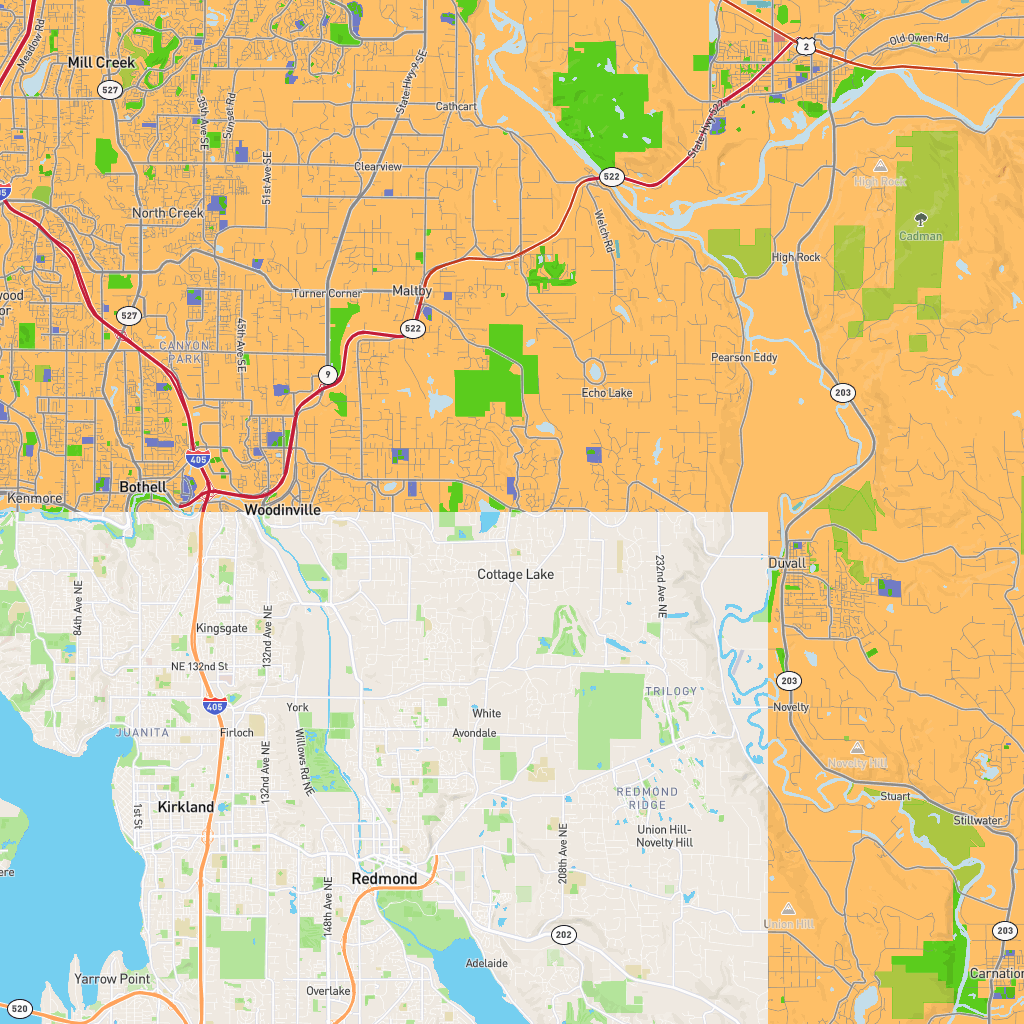 Meadow Rd
Mill Creek
527
35th Ave SE
Sunset Rd
State Hwy 9 SE
Cathcart
2
Old Owen Rd
State Hwy 522
Clearview
51st Ave SE
522
High Rock
Cadman
North Creek
Welch Rd
High Rock
Turner Corner
Maltby
527
522
45th Ave SE
CANYON
PARK
Pearson Eddy
9
Echo Lake
203
405
Bothell
Kenmore
Woodinville
Cottage Lake
232nd Ave NE
Duvall
84th Ave NE
Kingsgate
132nd Ave NE
NE 132nd St
203
TRILOGY
405
York
White
Novelty
JUANITA
Firloch
Avondale
Willows Rd NE
132nd Ave NE
Novelty Hill
REDMOND
RIDGE
Stuart
Kirkland
1st St
Stillwater
Union Hill-
Novelty Hill
208th Ave NE
Redmond
148th Ave NE
Union Hill
202
203
Adelaide
Yarrow Point
Carnation
Overlake
520